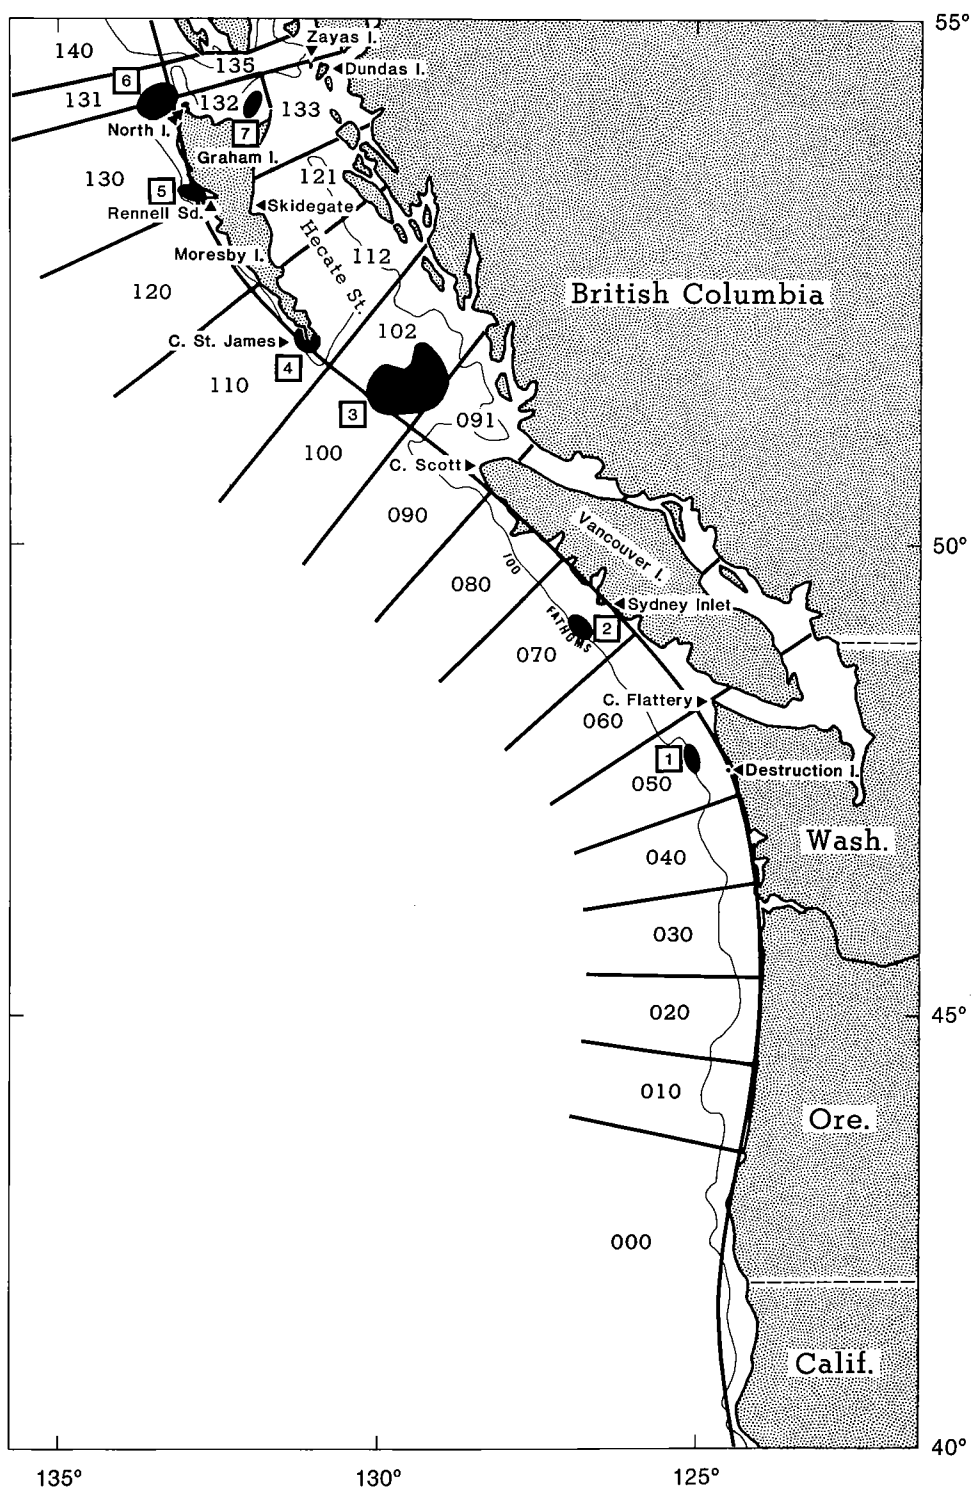 55°
Zayas I.
140
135
Dundas I.
6
131
132
133
North I.
7
Graham I.
130
5
121
Skidegate
Rennell Sd.
Hecate St.
Moresby I.
112
British Columbia
120
102
C. St. James
4
110
3
091
100
C. Scott
090
Vancouver I.
50°
100
FATHOMS
080
Sydney Inlet
2
070
C. Flattery
060
1
Destruction I.
050
Wash.
040
030
020
45°
010
Ore.
000
Calif.
40°
135°
130°
125°